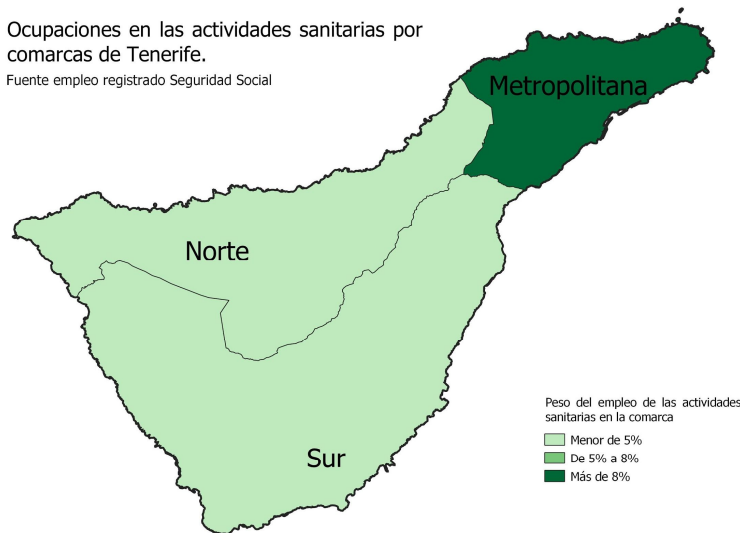 Ocupaciones en las actividades sanitarias por
comarcas de Tenerife.
Fuente empleo registrado Seguridad Social
Metropolitana
Norte
Sur
Peso del empleo de las actividades
sanitarias en la comarca
Menor de 5%
De 5% a 8%
Más de 8%